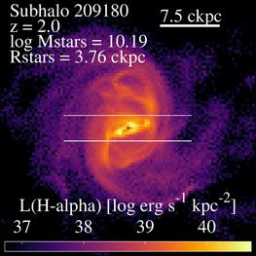 Subhalo 209180
7.5 ckpc
z = 2.0
log Mstars = 10.19
Rstars = 3.76 ckpc
L(H-alpha) [log erg s⁻¹ kpc⁻²]
37 38 39 40